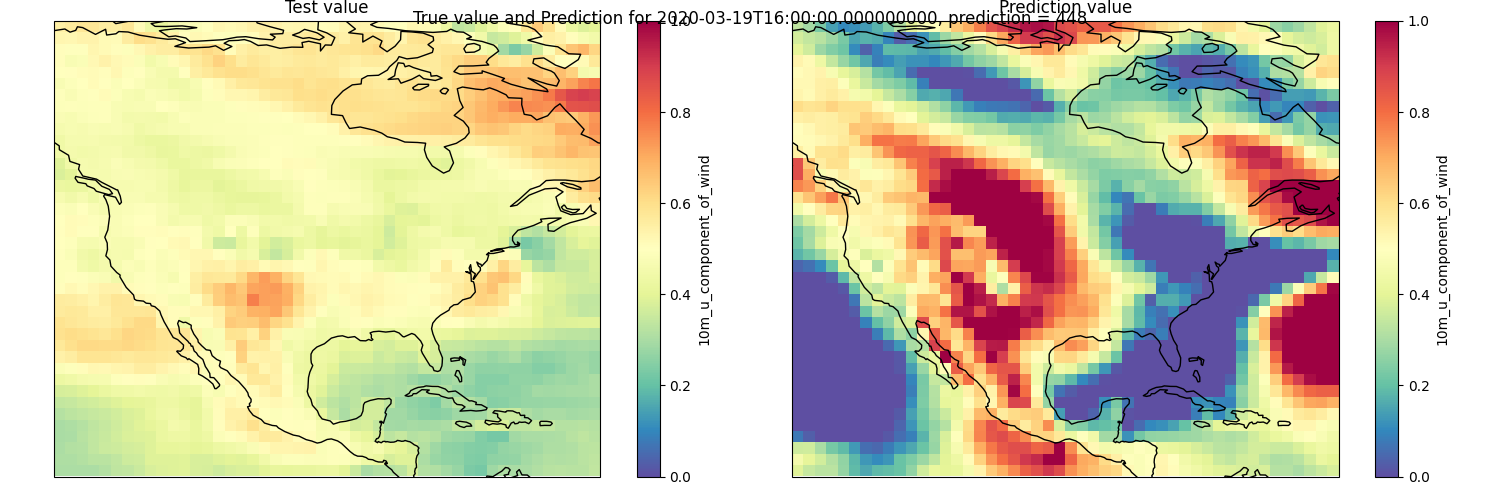 Test value
Prediction value
True value and Prediction for 2020-03-19T16:00:00.000000000, prediction = 448
1.0
0.8
0.6
0.4
0.2
0.0
10m_u_component_of_wind
1.0
0.8
0.6
0.4
0.2
0.0
10m_u_component_of_wind